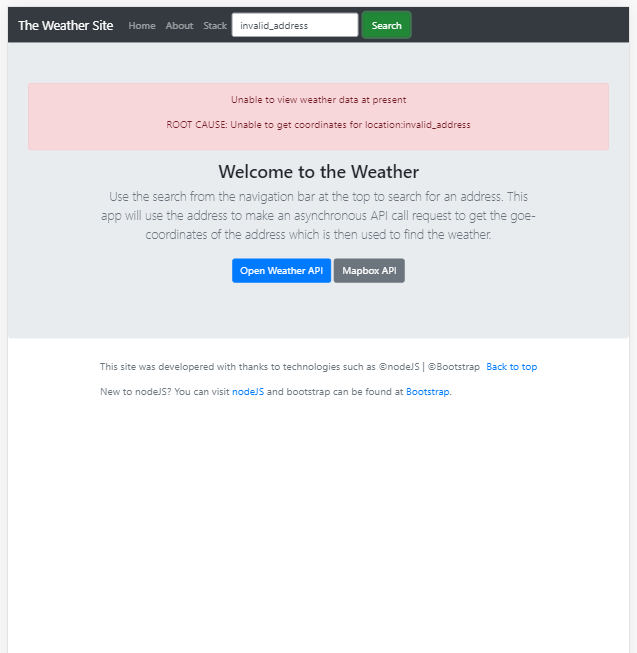 The Weather Site Home About Stack invalid_address Search
Unable to view weather data at present
ROOT CAUSE: Unable to get coordinates for location:invalid_address
Welcome to the Weather
Use the search from the navigation bar at the top to search for an address. This
app will use the address to make an asynchronous API call request to get the goe-
coordinates of the address which is then used to find the weather.
Open Weather API Mapbox API
This site was developered with thanks to technologies such as ©nodeJS | ©Bootstrap Back to top
New to nodeJS? You can visit nodeJS and bootstrap can be found at Bootstrap.